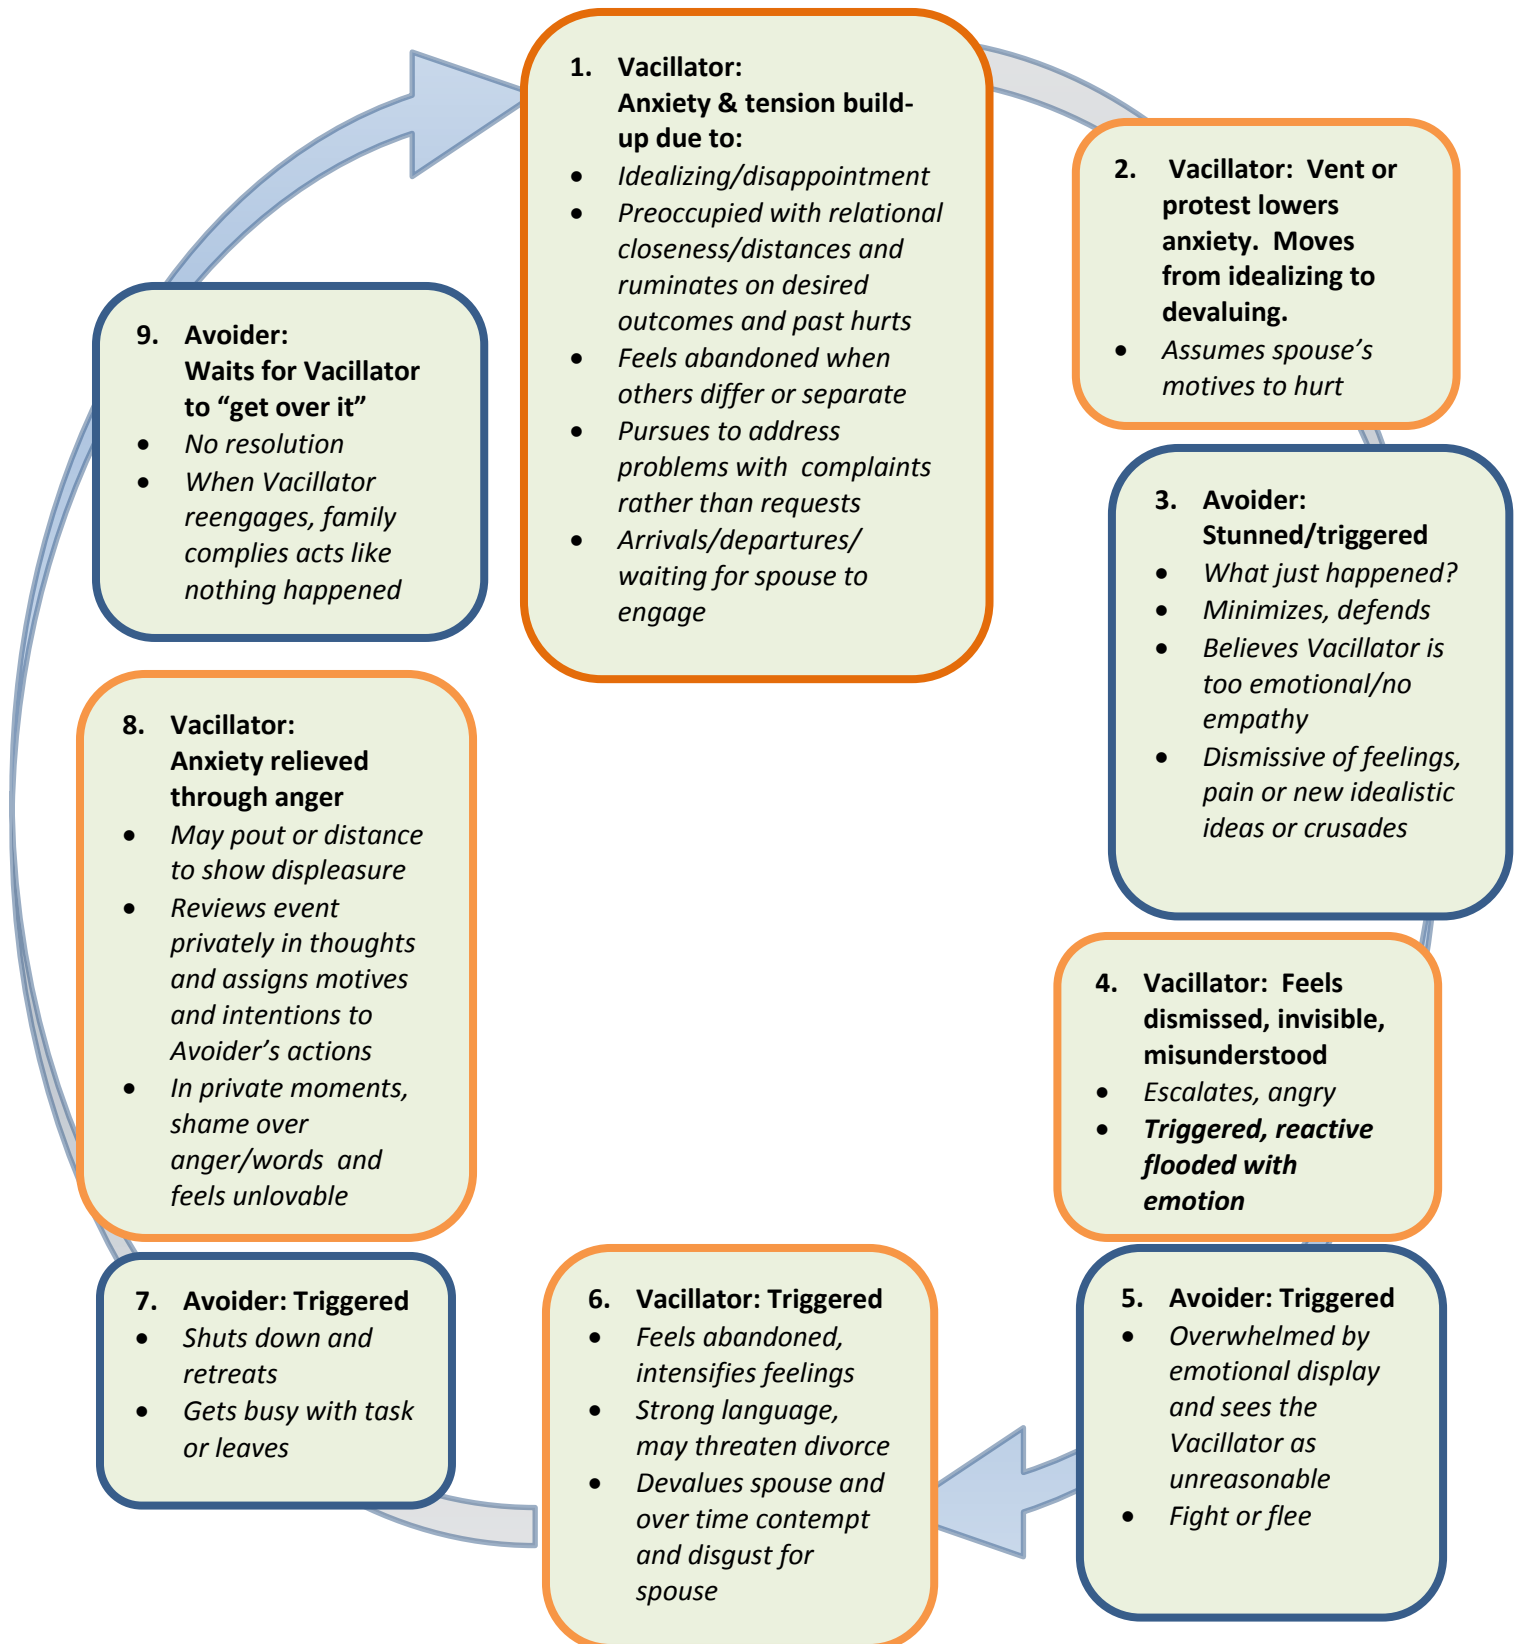 1. Vacillator:
Anxiety & tension build-
up due to:
• Idealizing/disappointment
• Preoccupied with relational
closeness/distances and
ruminates on desired
outcomes and past hurts
• Feels abandoned when
others differ or separate
• Pursues to address
problems with complaints
rather than requests
• Arrivals/departures/
waiting for spouse to
engage
2. Vacillator: Vent or
protest lowers
anxiety. Moves
from idealizing to
devaluing.
• Assumes spouse’s
motives to hurt
3. Avoider:
Stunned/triggered
• What just happened?
• Minimizes, defends
• Believes Vacillator is
too emotional/no
empathy
• Dismissive of feelings,
pain or new idealistic
ideas or crusades
4. Vacillator: Feels
dismissed, invisible,
misunderstood
• Escalates, angry
• Triggered, reactive
flooded with
emotion
5. Avoider: Triggered
• Overwhelmed by
emotional display
and sees the
Vacillator as
unreasonable
• Fight or flee
6. Vacillator: Triggered
• Feels abandoned,
intensifies feelings
• Strong language,
may threaten divorce
• Devalues spouse and
over time contempt
and disgust for
spouse
7. Avoider: Triggered
• Shuts down and
retreats
• Gets busy with task
or leaves
8. Vacillator:
Anxiety relieved
through anger
• May pout or distance
to show displeasure
• Reviews event
privately in thoughts
and assigns motives
and intentions to
Avoider’s actions
• In private moments,
shame over
anger/words and
feels unlovable
9. Avoider:
Waits for Vacillator
to “get over it”
• No resolution
• When Vacillator
reengages, family
complies acts like
nothing happened